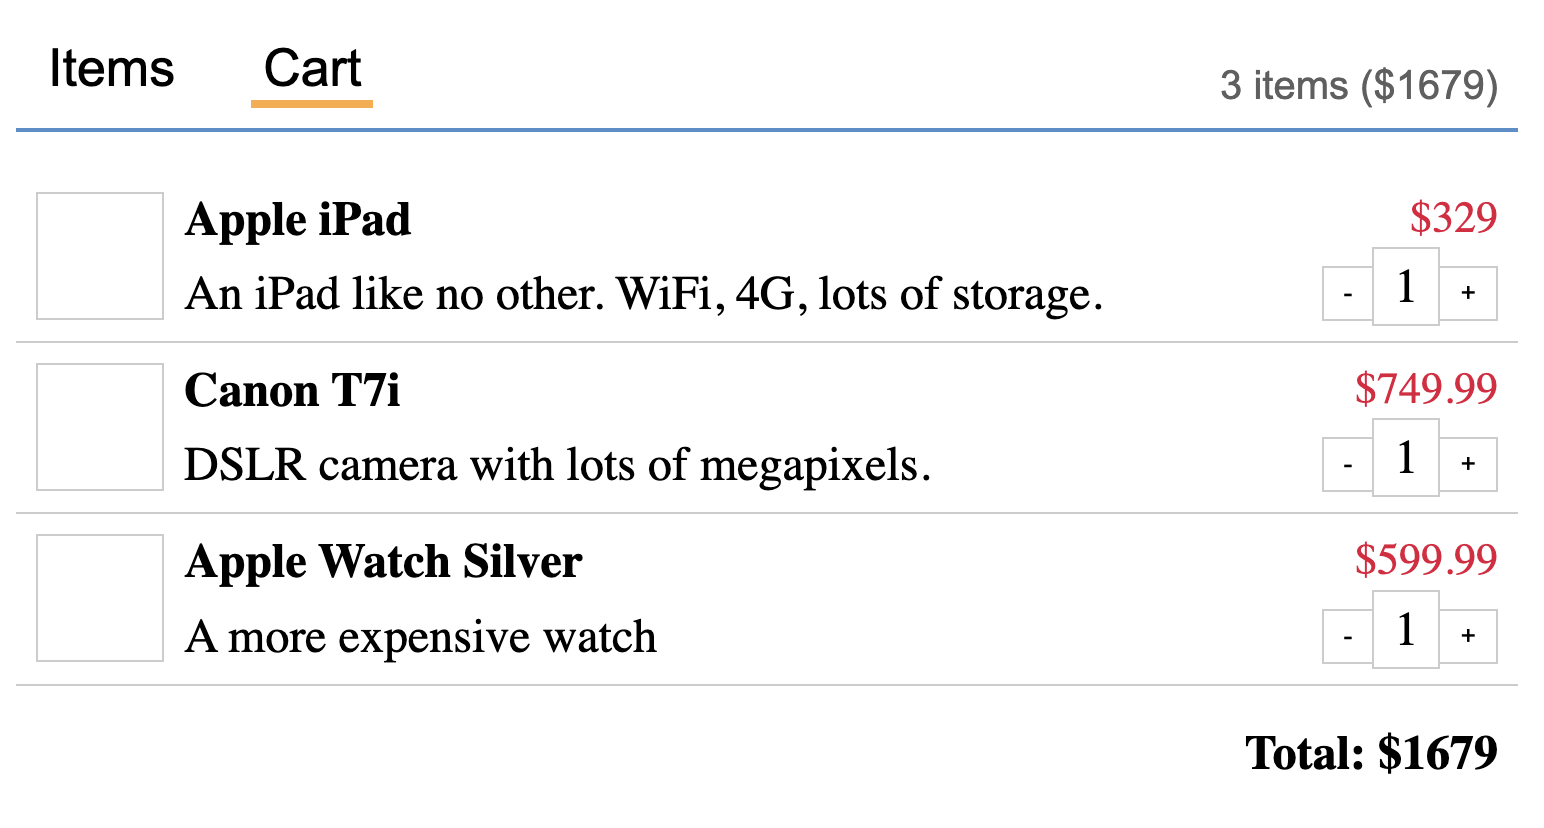 Items Cart 3 items ($1679)
Apple iPad $329
An iPad like no other. WiFi, 4G, lots of storage. - 1 +
Canon T7i $749.99
DSLR camera with lots of megapixels. - 1 +
Apple Watch Silver $599.99
A more expensive watch - 1 +
Total: $1679